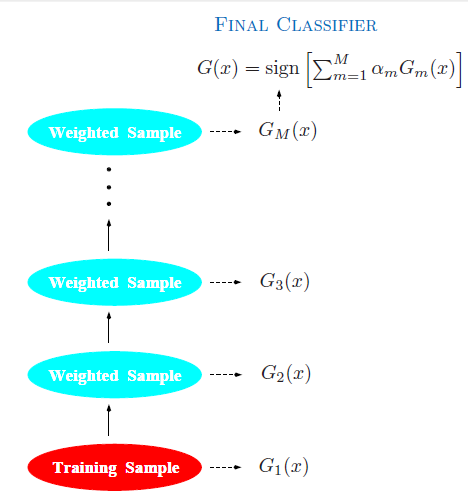 FINAL CLASSIFIER
G(x) = sign [∑_{m=1}^{M} α_m G_m(x)]
Weighted Sample G_M(x)
Weighted Sample G_3(x)
Weighted Sample G_2(x)
Training Sample G_1(x)